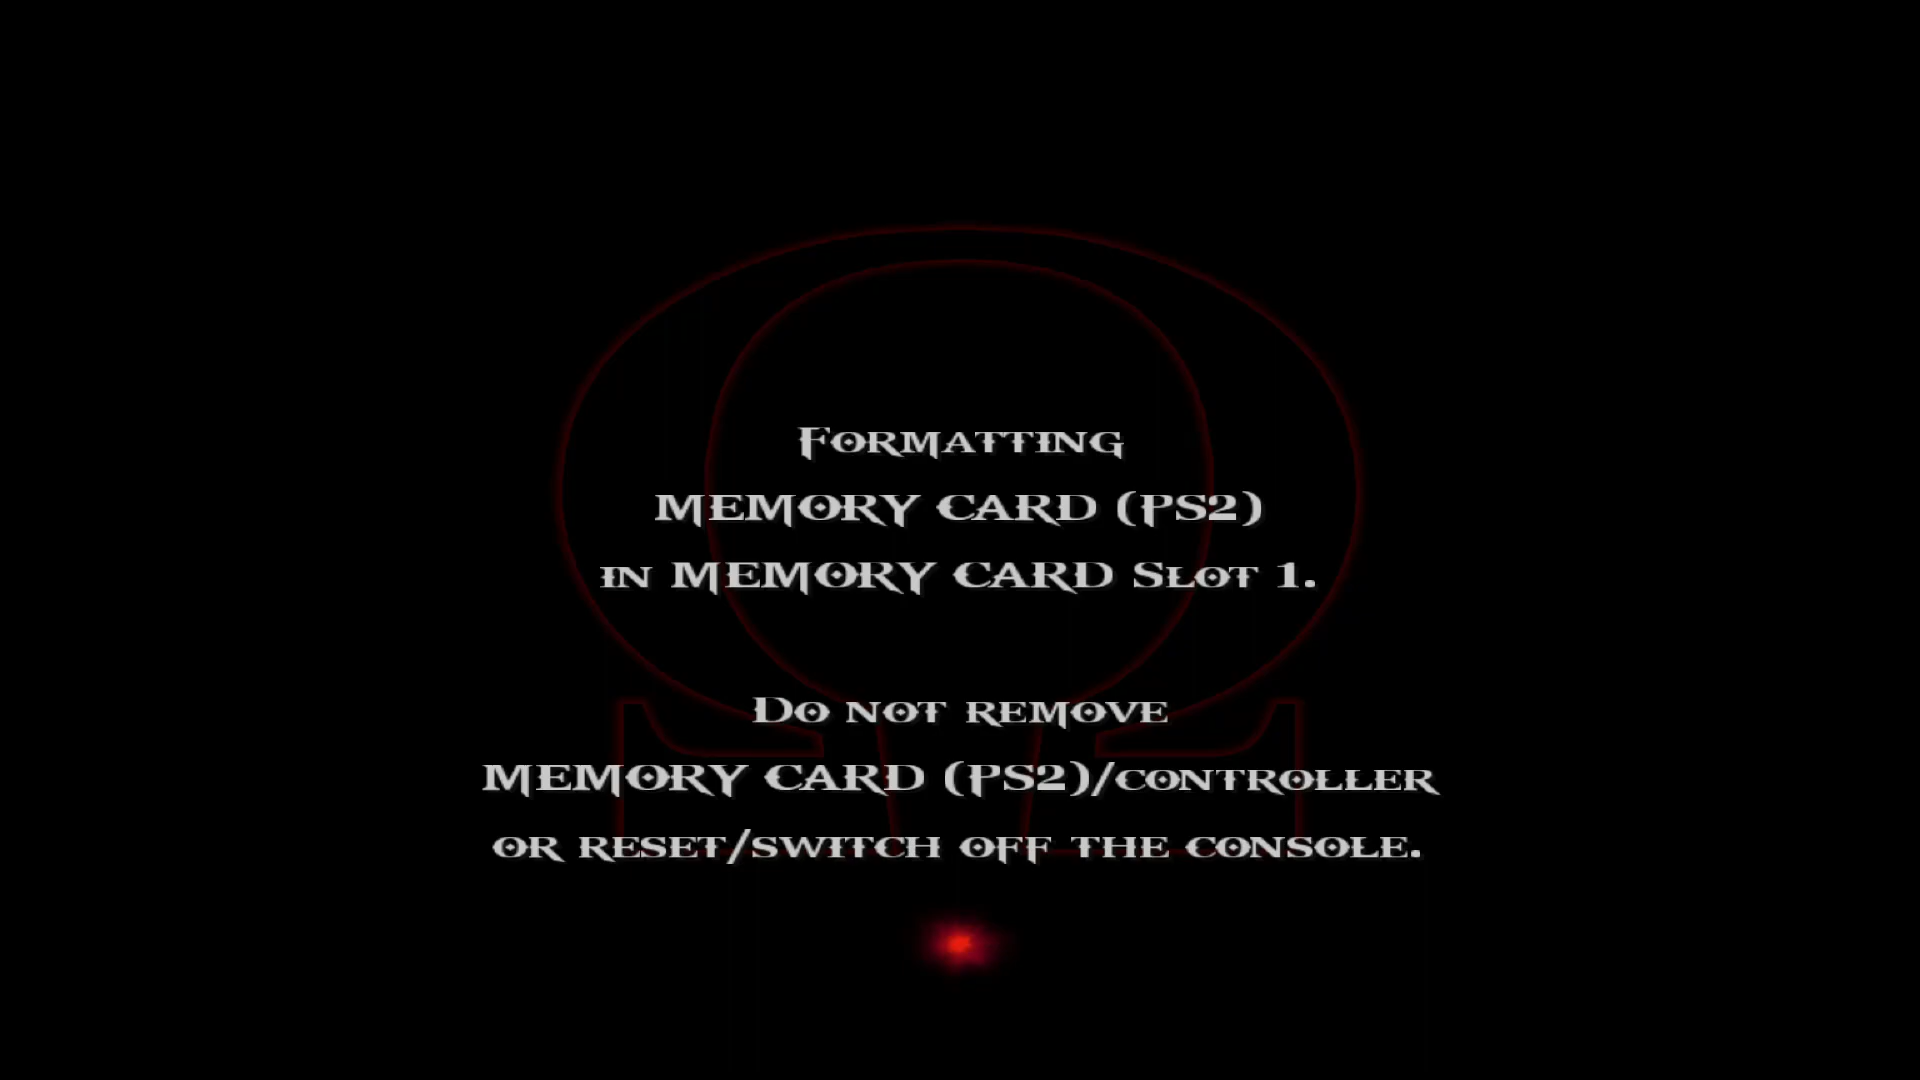 Formatting
MEMORY CARD (PS2)
in MEMORY CARD Slot 1.
Do not remove
MEMORY CARD (PS2)/controller
or reset/switch off the console.